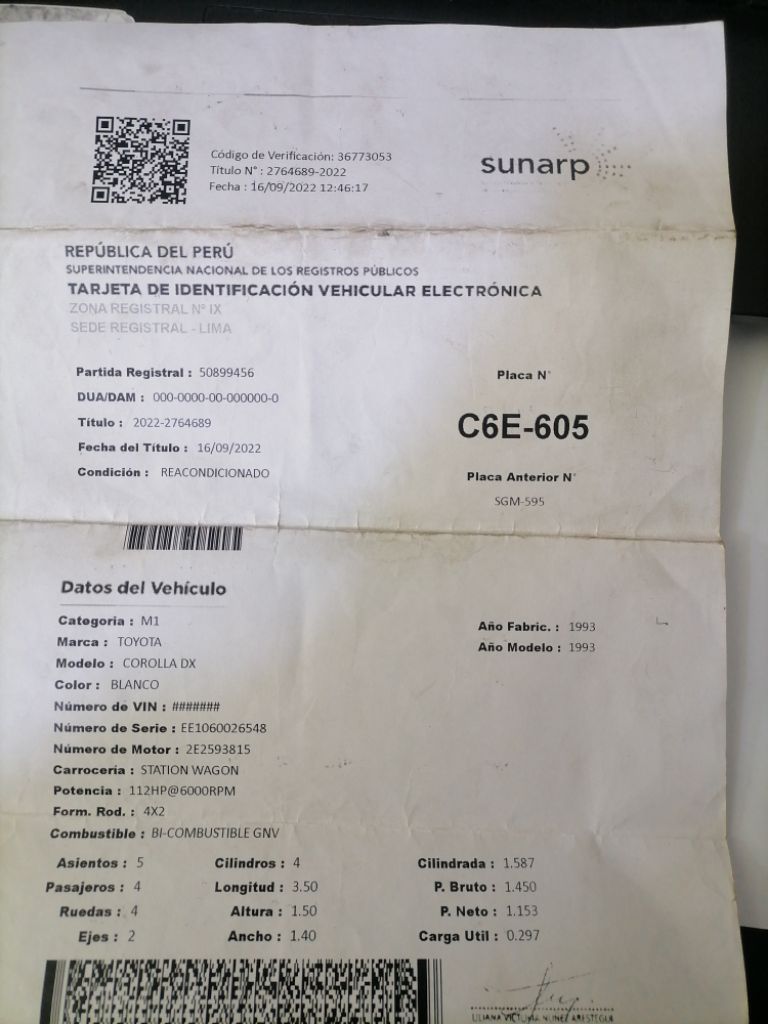 Código de Verificación: 36773053
Título N° : 2764689-2022
Fecha : 16/09/2022 12:46:17
sunarp
REPÚBLICA DEL PERÚ
SUPERINTENDENCIA NACIONAL DE LOS REGISTROS PÚBLICOS
TARJETA DE IDENTIFICACIÓN VEHICULAR ELECTRÓNICA
ZONA REGISTRAL N° IX
SEDE REGISTRAL - LIMA
Partida Registral : 50899456
DUA/DAM : 000-0000-00-000000-0
Título : 2022-2764689
Fecha del Título : 16/09/2022
Condición : REACONDICIONADO
Placa N°
C6E-605
Placa Anterior N°
SGM-595
Datos del Vehículo
Categoria : M1
Marca : TOYOTA
Modelo : COROLLA DX
Color : BLANCO
Número de VIN : #######
Número de Serie : EE1060026548
Número de Motor : 2E2593815
Carrocería : STATION WAGON
Potencia : 112HP@6000RPM
Form. Rod. : 4X2
Combustible : BI-COMBUSTIBLE GNV
Año Fabric. : 1993
Año Modelo : 1993
Asientos : 5 Cilindros : 4 Cilindrada : 1.587
Pasajeros : 4 Longitud : 3.50 P. Bruto : 1.450
Ruedas : 4 Altura : 1.50 P. Neto : 1.153
Ejes : 2 Ancho : 1.40 Carga Util : 0.297